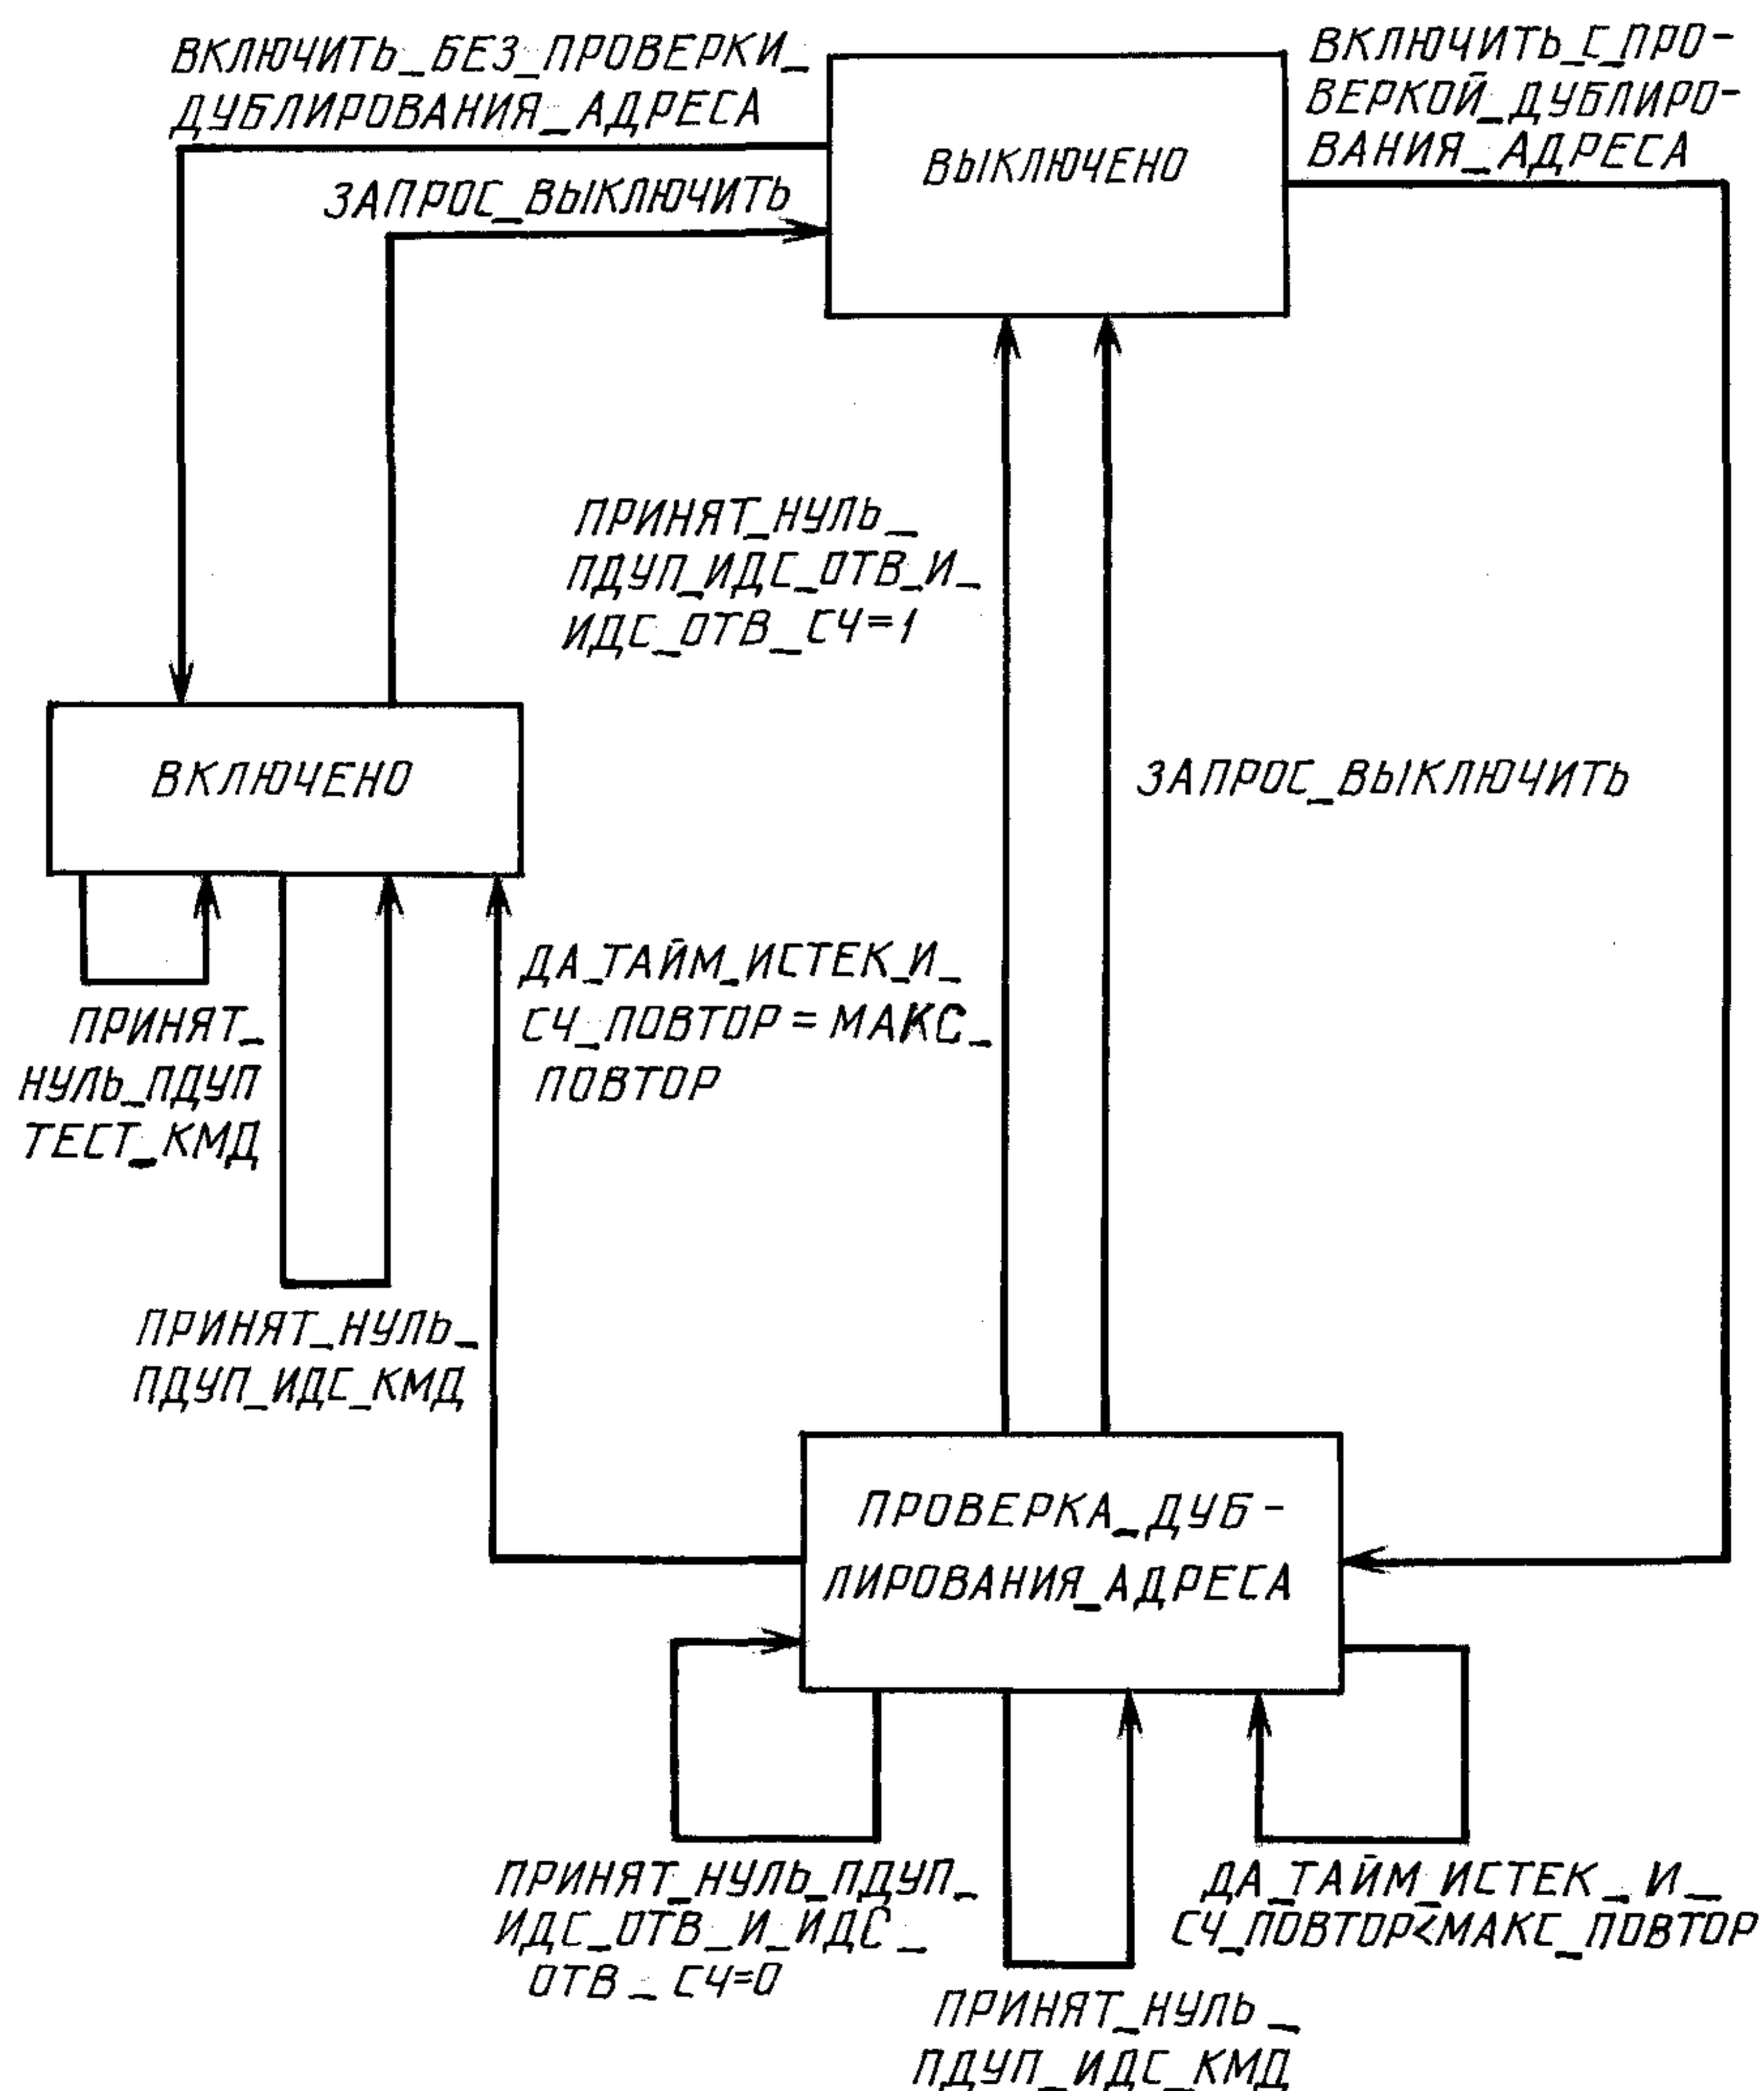 ВКЛЮЧИТЬ_БЕЗ_ПРОВЕРКИ_
ДУБЛИРОВАНИЯ_АДРЕСА
ВКЛЮЧИТЬ_С_ПРО-
ВЕРКОЙ_ДУБЛИРО-
ВАНИЯ_АДРЕСА
ВЫКЛЮЧЕНО
ЗАПРОС_ВЫКЛЮЧИТЬ
ПРИНЯТ_НУЛЬ_
ПДУП_ИДС_ОТВ_И_
ИДС_ОТВ_СЧ=1
ВКЛЮЧЕНО
ЗАПРОС_ВЫКЛЮЧИТЬ
ДА_ТАЙМ_ИСТЕК_И_
СЧ_ПОВТОР=МАКС_
ПОВТОР
ПРИНЯТ_
НУЛЬ_ПДУП
ТЕСТ_КМД
ПРИНЯТ_НУЛЬ_
ПДУП_ИДС_КМД
ПРОВЕРКА_ДУБ-
ЛИРОВАНИЯ_АДРЕСА
ПРИНЯТ_НУЛЬ_ПДУП_
ИДС_ОТВ_И_ИДС_
ОТВ_СЧ=0
ДА_ТАЙМ_ИСТЕК_И_
СЧ_ПОВТОР<МАКС_ПОВТОР
ПРИНЯТ_НУЛЬ_
ПДУП_ИДС_КМД